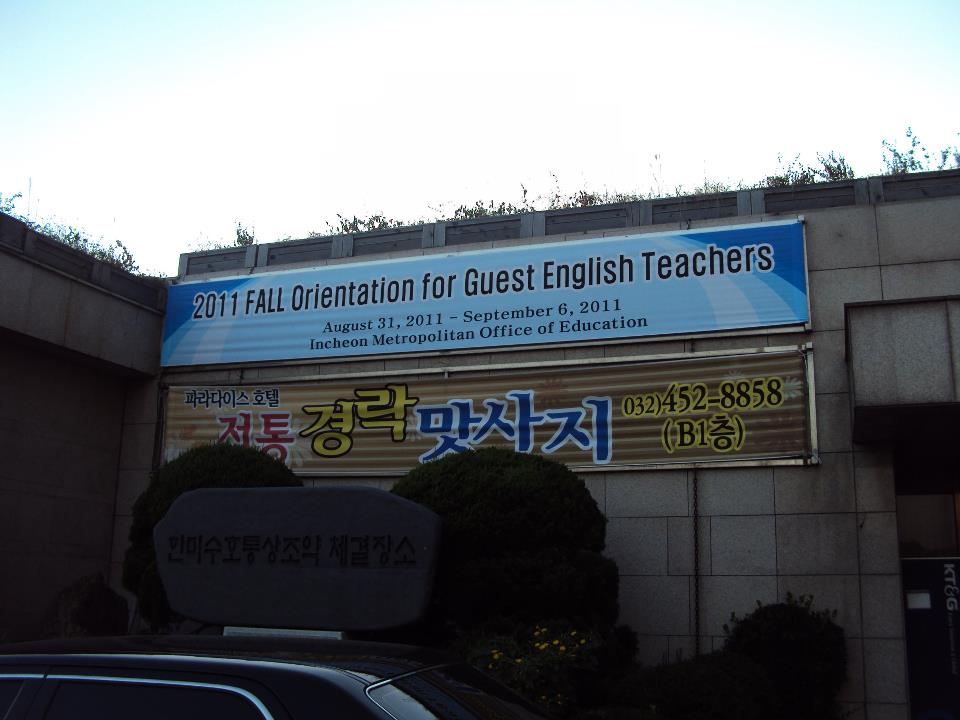 2011 FALL Orientation for Guest English Teachers
August 31, 2011 – September 6, 2011
Incheon Metropolitan Office of Education
파라다이스 호텔
전통 경락 맛사지 032)452-8858
(B1층)
한미수호통상조약 체결장소
KT&G